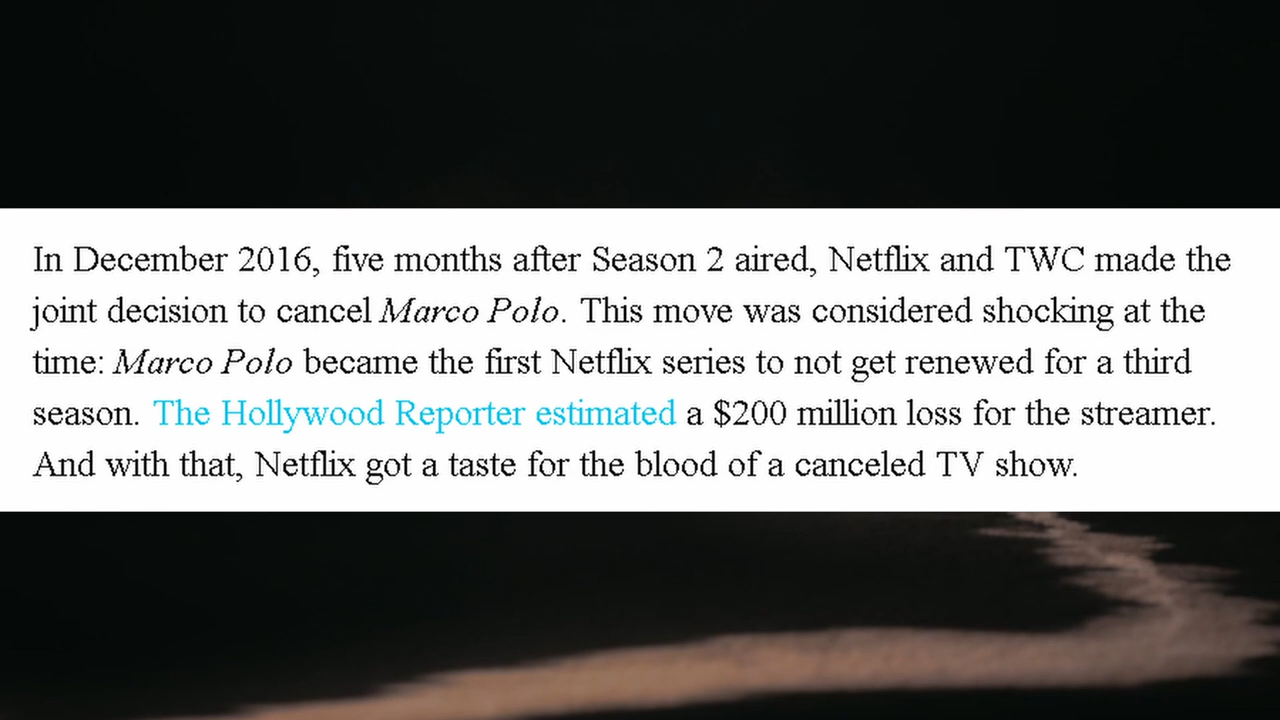 In December 2016, five months after Season 2 aired, Netflix and TWC made the
joint decision to cancel Marco Polo. This move was considered shocking at the
time: Marco Polo became the first Netflix series to not get renewed for a third
season. The Hollywood Reporter estimated a $200 million loss for the streamer.
And with that, Netflix got a taste for the blood of a canceled TV show.